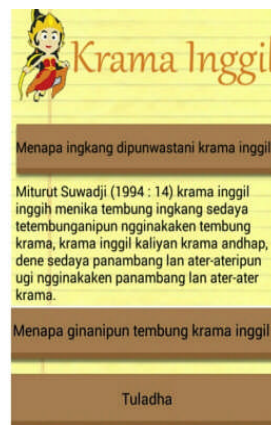 Krama Inggil
Menapa ingkang dipunwastani krama inggil
Miturut Suwadji (1994 : 14) krama inggil
inggih menika tembung ingkang sedaya
tetembunganipun ngginakaken tembung
krama, krama inggil kaliyan krama andhap,
dene sedaya panambang lan ater-ateripun
ugi ngginakaken panambang lan ater-ater
krama.
Menapa ginanipun tembung krama inggil
Tuladha